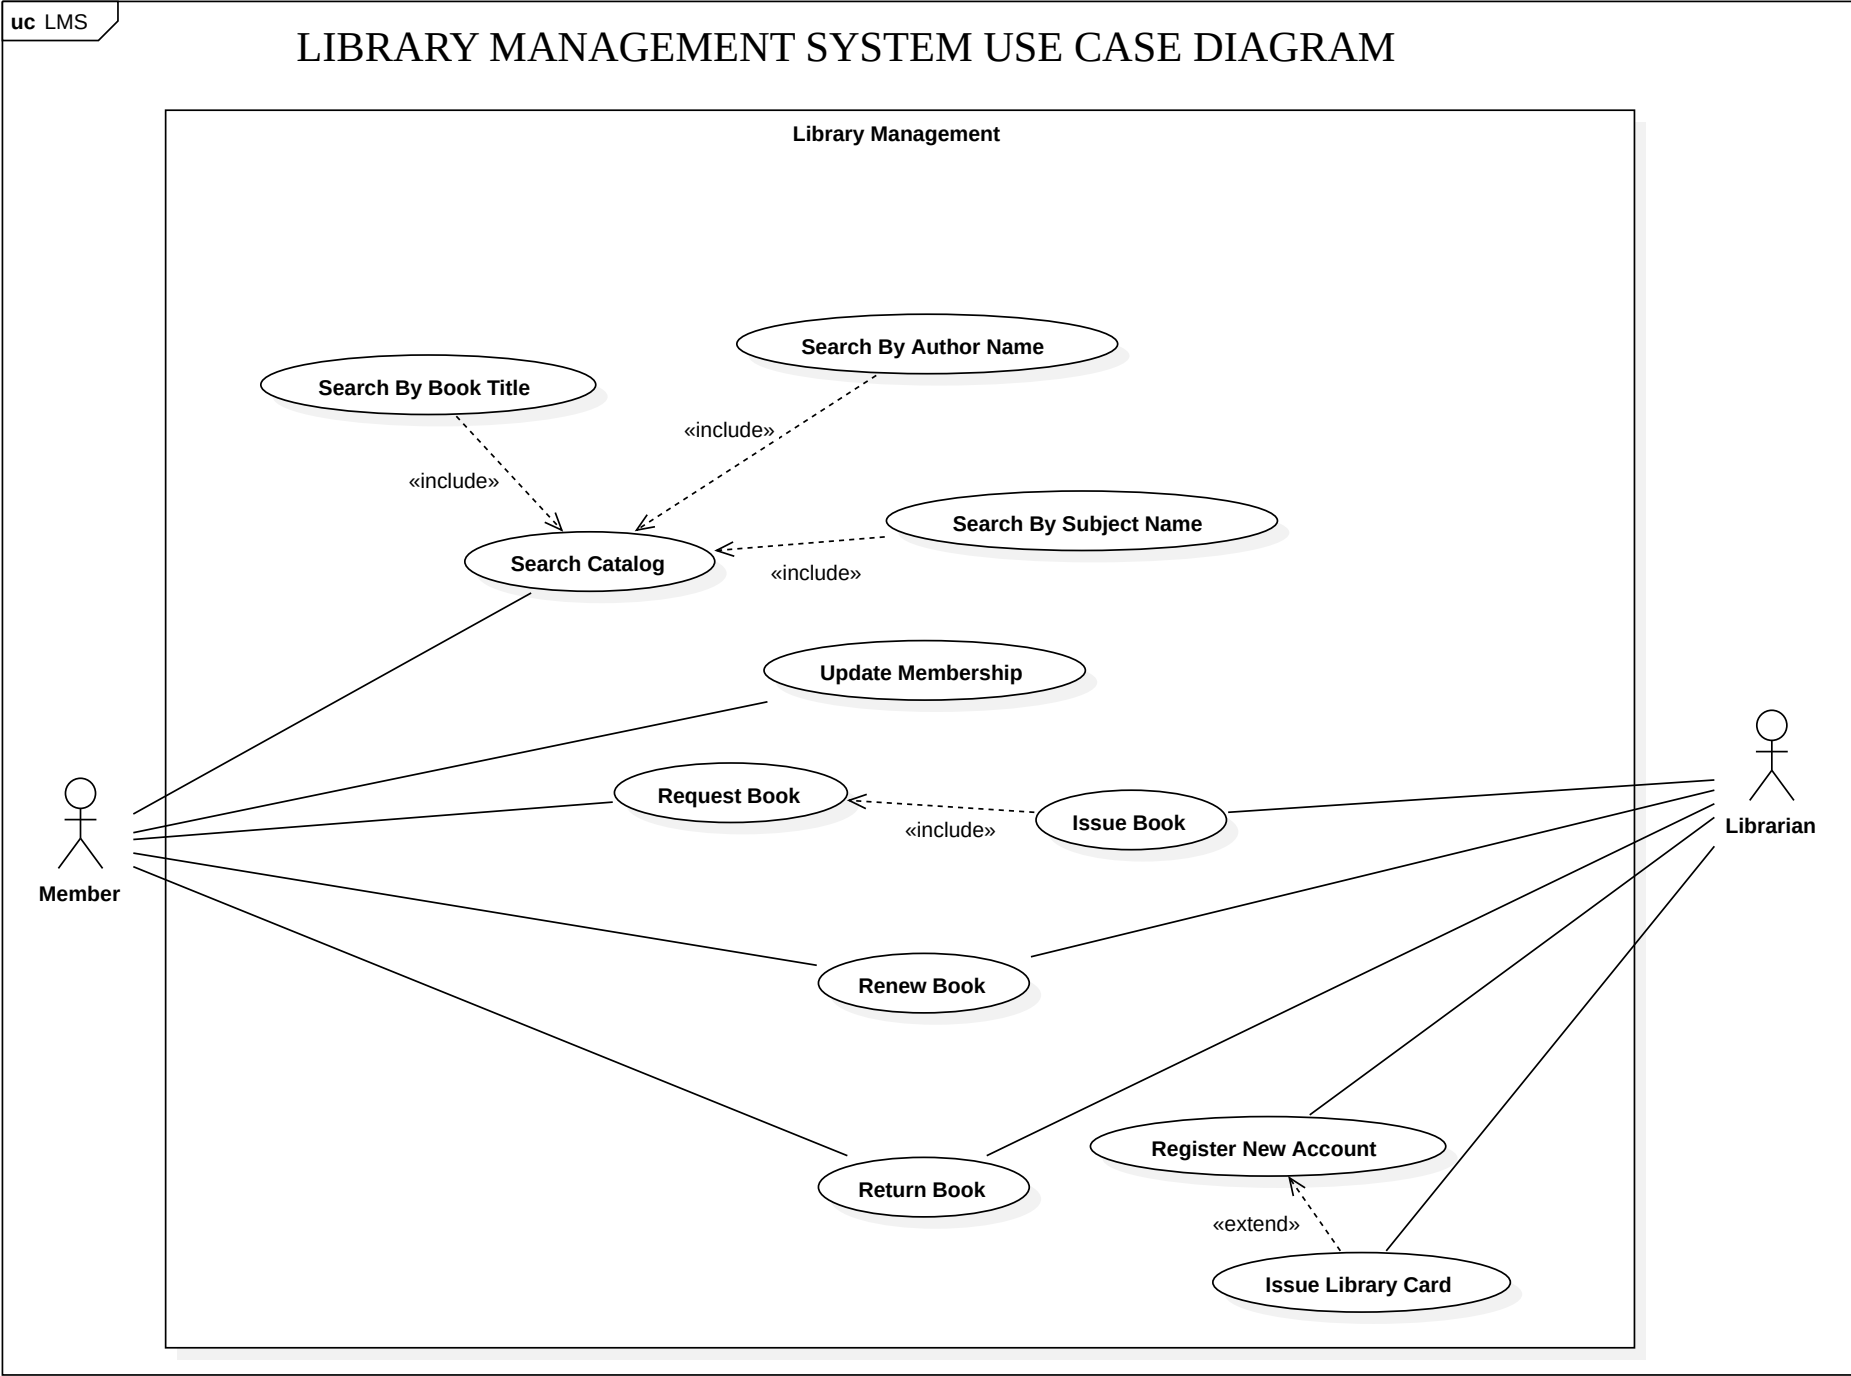 uc LMS
LIBRARY MANAGEMENT SYSTEM USE CASE DIAGRAM
Library Management
Search By Author Name
Search By Book Title
«include»
«include»
Search By Subject Name
Search Catalog
«include»
Update Membership
Request Book
Issue Book
«include»
Librarian
Member
Renew Book
Register New Account
Return Book
«extend»
Issue Library Card